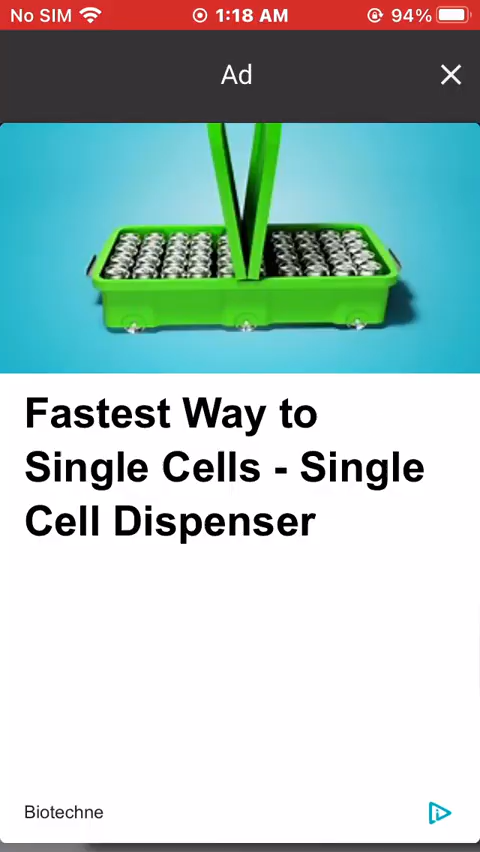 No SIM 1:18 AM 94%
Ad
Fastest Way to
Single Cells - Single
Cell Dispenser
Biotechne